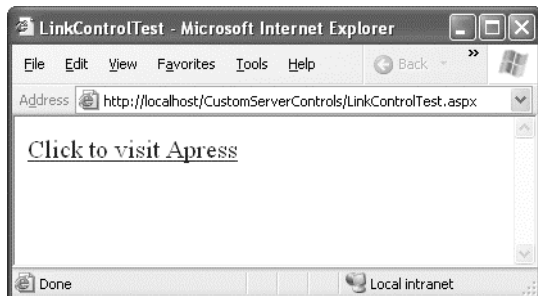 LinkControlTest - Microsoft Internet Explorer
File Edit View Favorites Tools Help Back »
Address http://localhost/CustomServerControls/LinkControlTest.aspx
Click to visit Apress
Done Local intranet